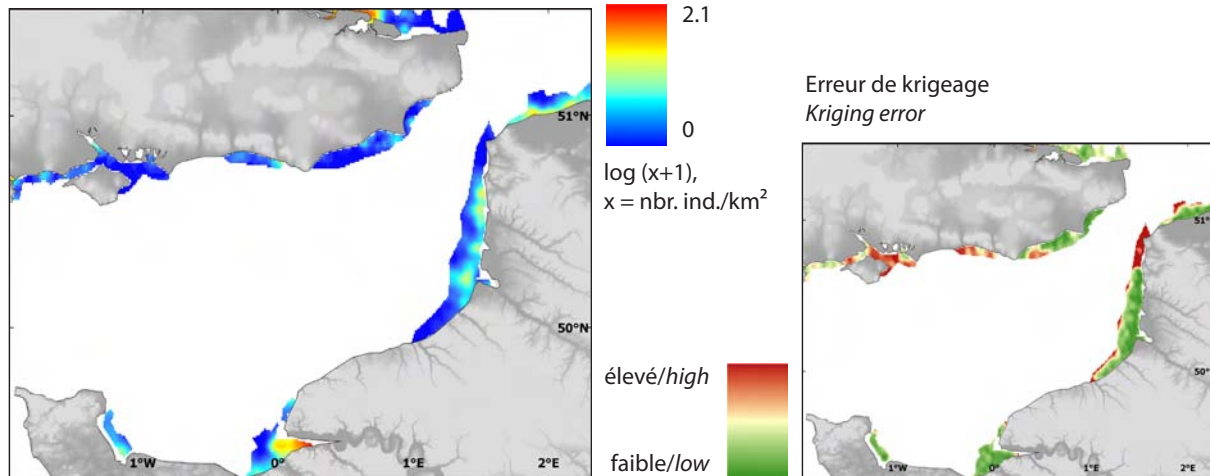 51°N
50°N
1°W
0°
1°E
2°E
2.1
0
log (x+1),
x = nbr. ind./km²
Erreur de krigeage
Kriging error
élevé/high
faible/low
51°
50°
1°W
0°
1°E
2°E